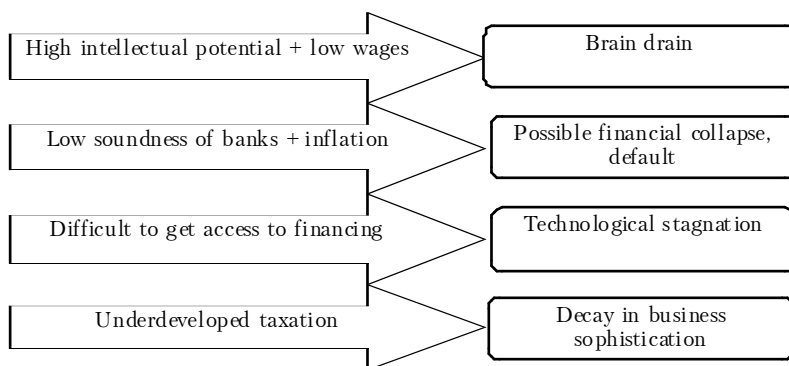 High intellectual potential + low wages
Brain drain
Low soundness of banks + inflation
Possible financial collapse,
default
Difficult to get access to financing
Technological stagnation
Underdeveloped taxation
Decay in business
sophistication